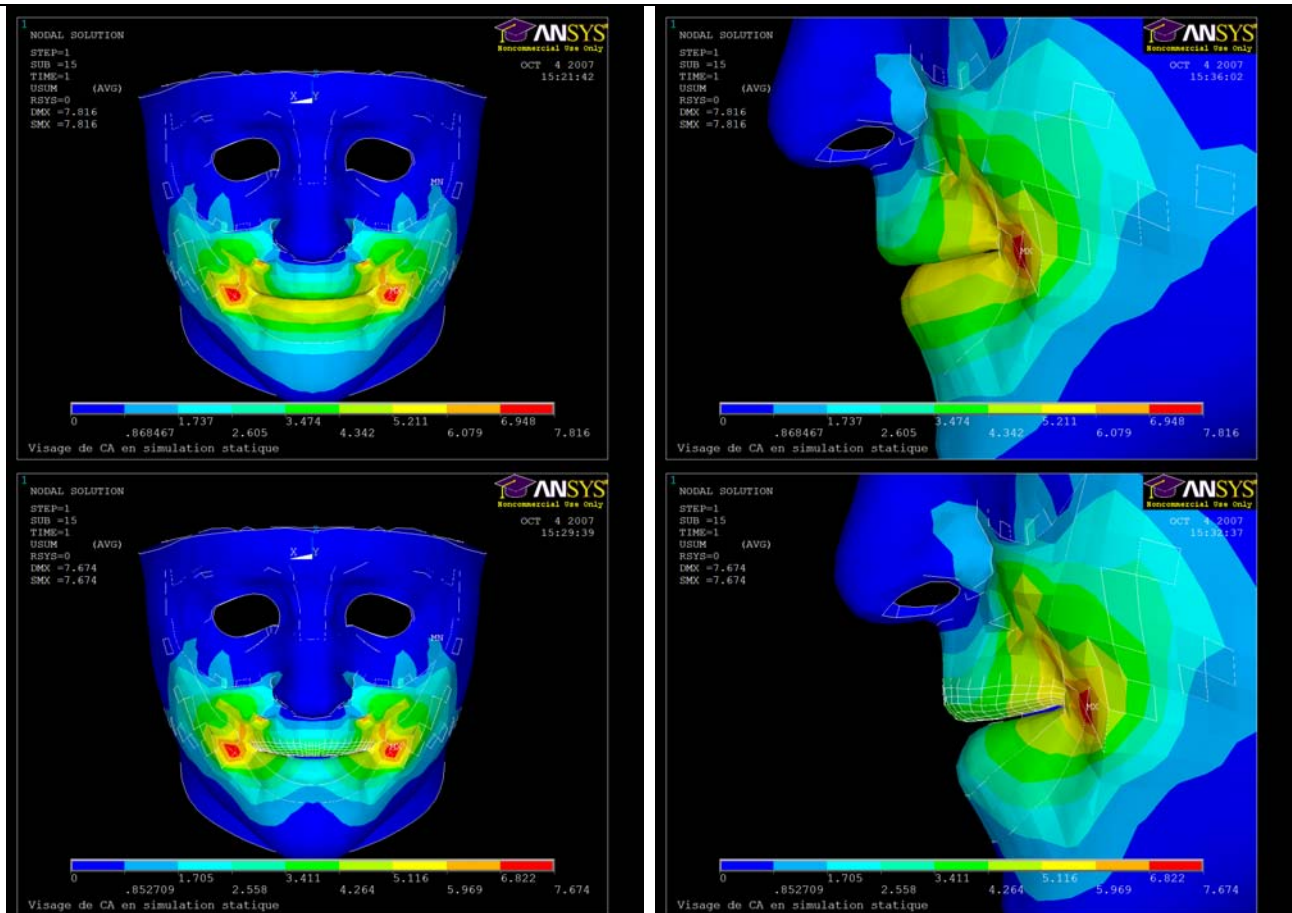 1
NODAL SOLUTION
STEP=1
SUB =15
TIME=1
USUM (AVG)
RSYS=0
DMX =7.816
SMX =7.816
ANSYS
Noncommercial Use Only
OCT 4 2007
15:21:42
X Y
MN
MX
0 1.737 3.474 5.211 6.948
.868467 2.605 4.342 6.079 7.816
Visage de CA en simulation statique
1
NODAL SOLUTION
STEP=1
SUB =15
TIME=1
USUM (AVG)
RSYS=0
DMX =7.816
SMX =7.816
ANSYS
Noncommercial Use Only
OCT 4 2007
15:36:02
MX
0 1.737 3.474 5.211 6.948
.868467 2.605 4.342 6.079 7.816
Visage de CA en simulation statique
1
NODAL SOLUTION
STEP=1
SUB =15
TIME=1
USUM (AVG)
RSYS=0
DMX =7.674
SMX =7.674
ANSYS
Noncommercial Use Only
OCT 4 2007
15:29:39
X Y
MN
MX
0 1.705 3.411 5.116 6.822
.852709 2.558 4.264 5.969 7.674
Visage de CA en simulation statique
1
NODAL SOLUTION
STEP=1
SUB =15
TIME=1
USUM (AVG)
RSYS=0
DMX =7.674
SMX =7.674
ANSYS
Noncommercial Use Only
OCT 4 2007
15:32:37
MX
0 1.705 3.411 5.116 6.822
.852709 2.558 4.264 5.969 7.674
Visage de CA en simulation statique